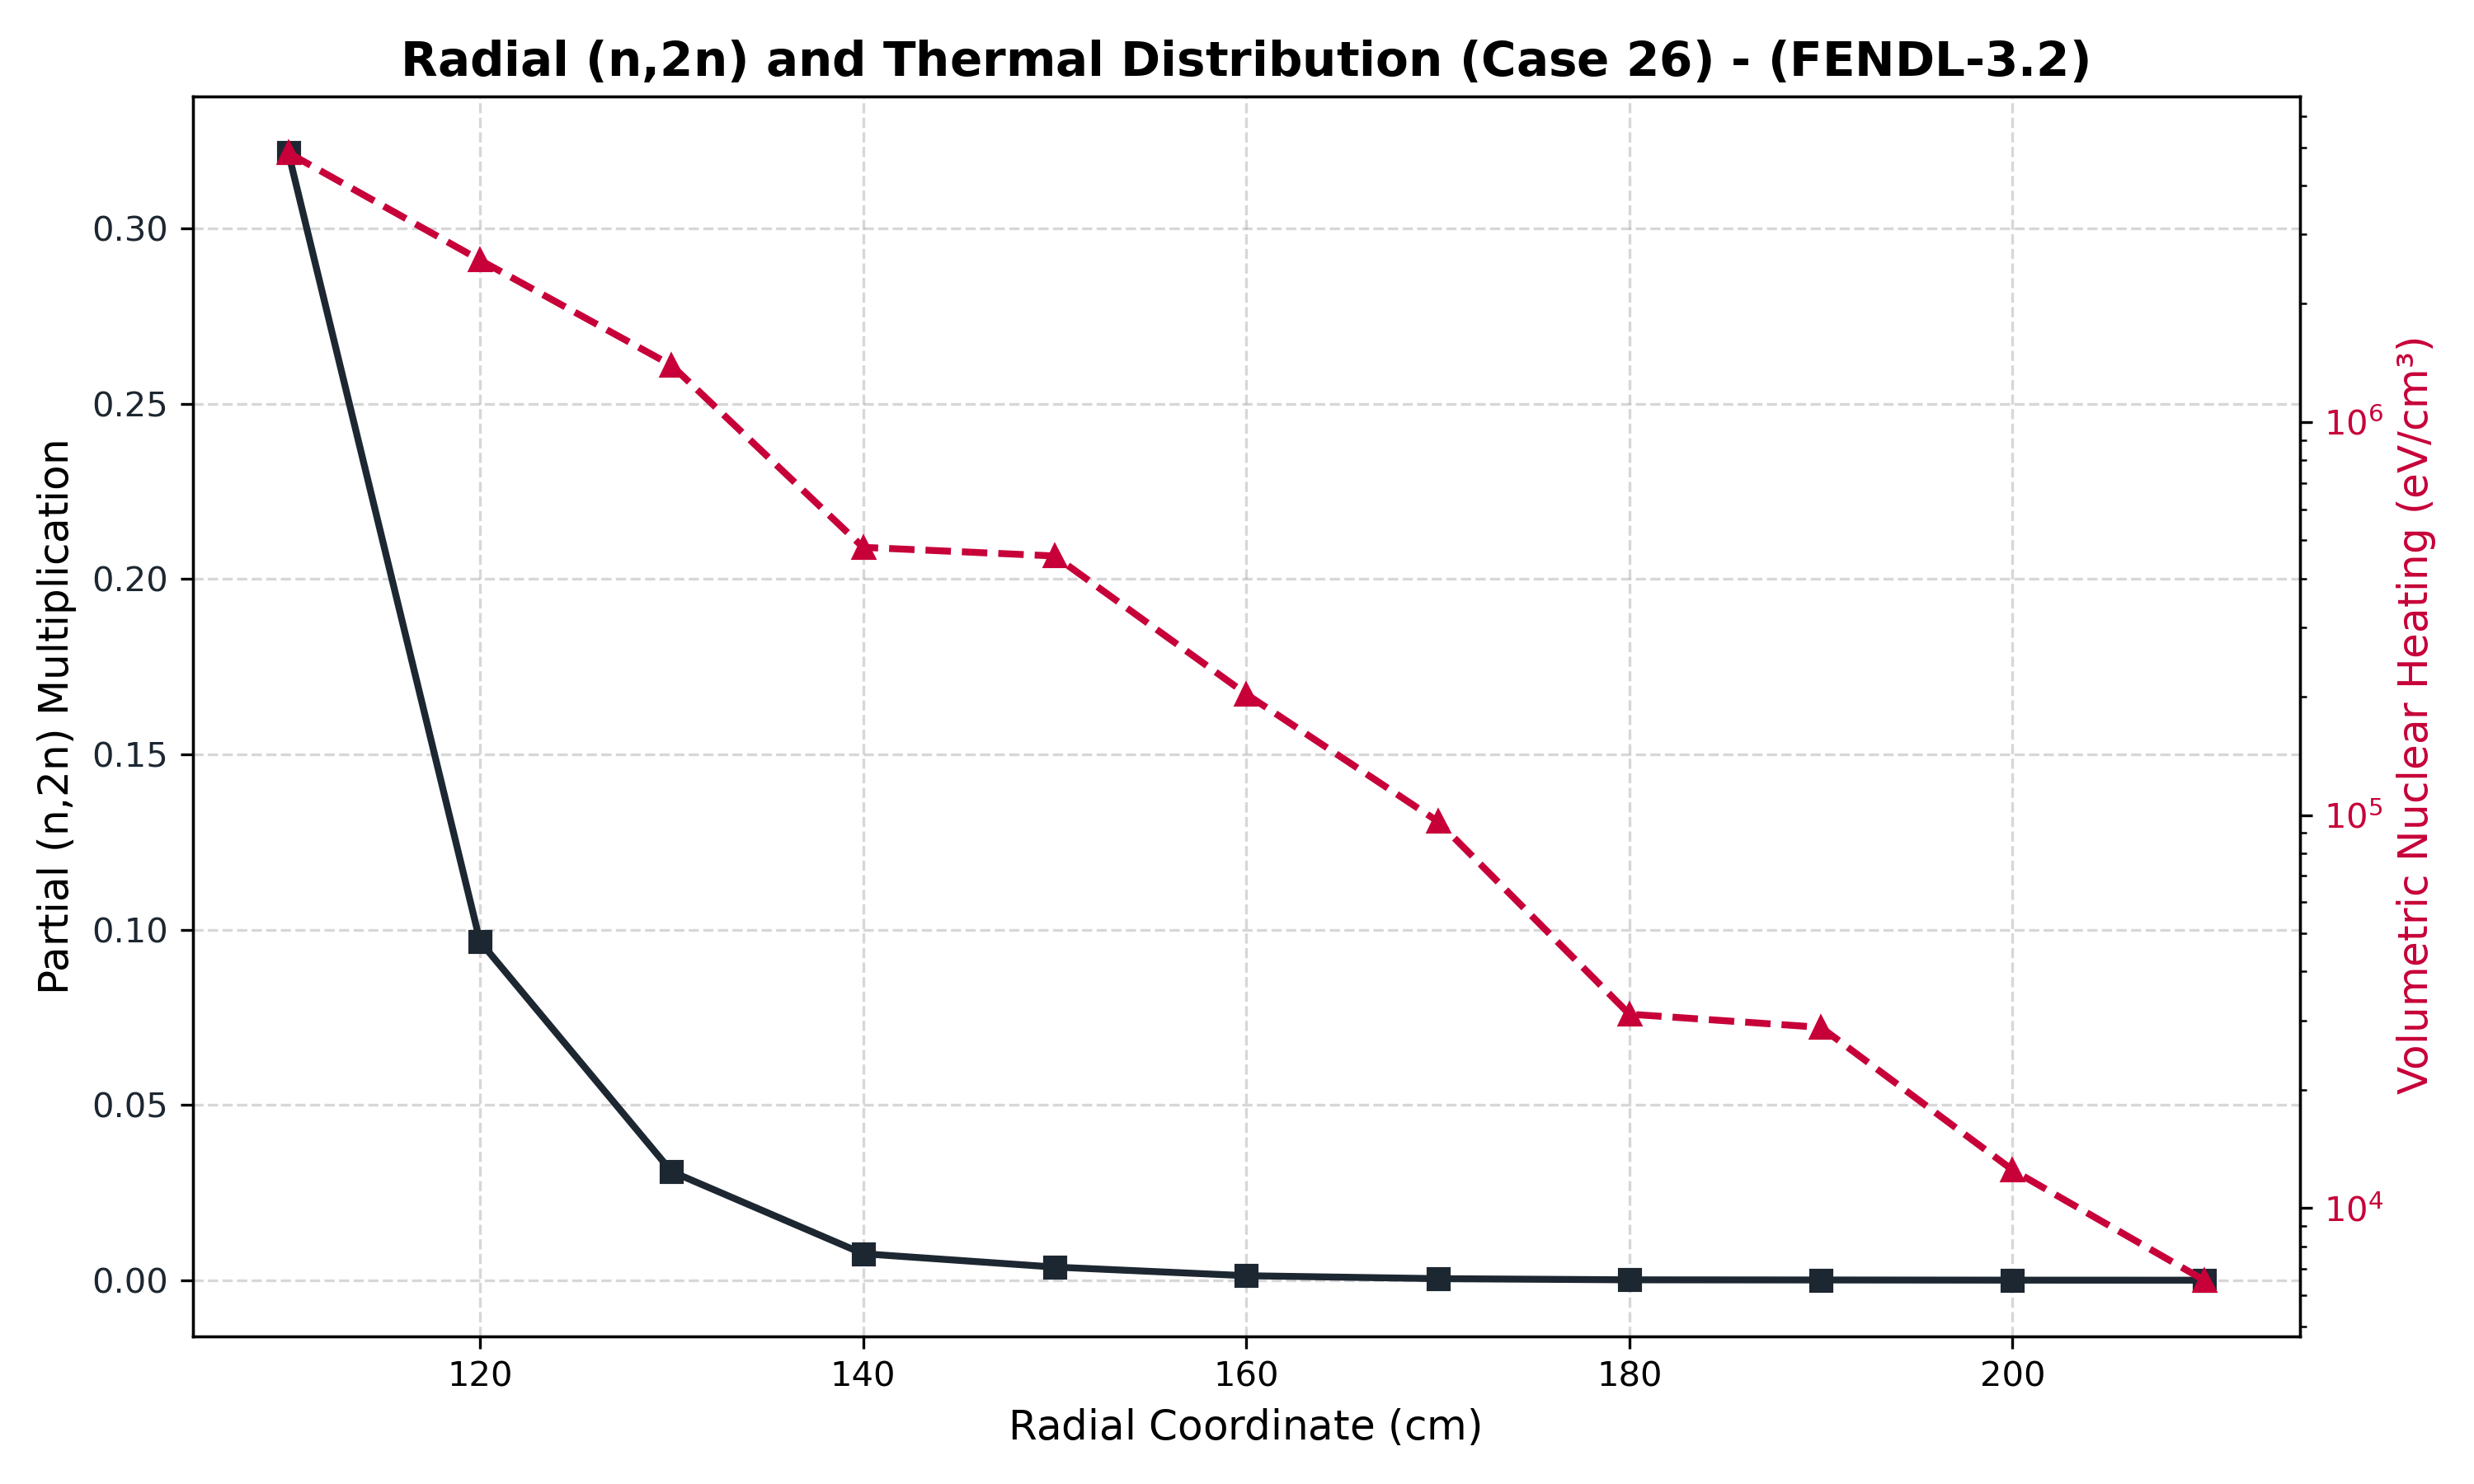 Radial (n,2n) and Thermal Distribution (Case 26) - (FENDL-3.2)
Partial (n,2n) Multiplication
0.30
0.25
0.20
0.15
0.10
0.05
0.00
120 140 160 180 200
Radial Coordinate (cm)
10⁶
10⁵
10⁴
Volumetric Nuclear Heating (eV/cm³)